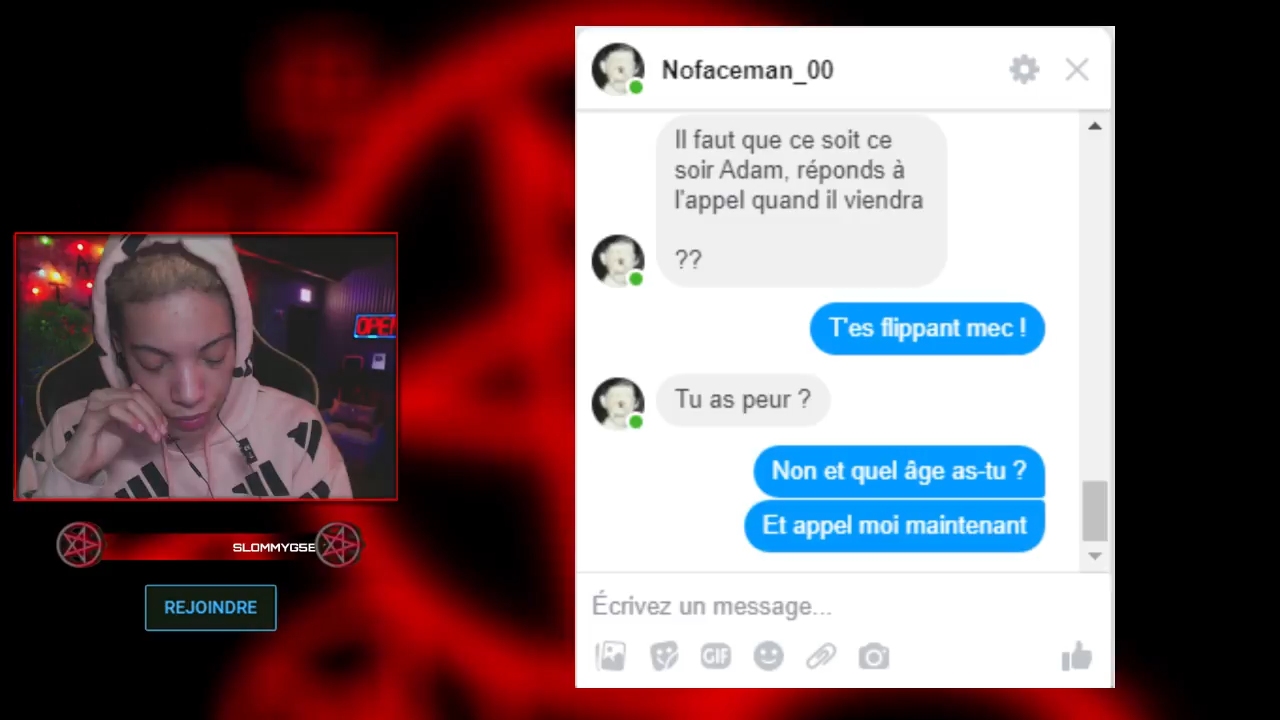 Nofaceman_00
Il faut que ce soit ce
soir Adam, réponds à
l'appel quand il viendra
??
T'es flippant mec !
Tu as peur ?
Non et quel âge as-tu ?
Et appel moi maintenant
Écrivez un message...
GIF
OPEN
SLOMMYGSE
REJOINDRE